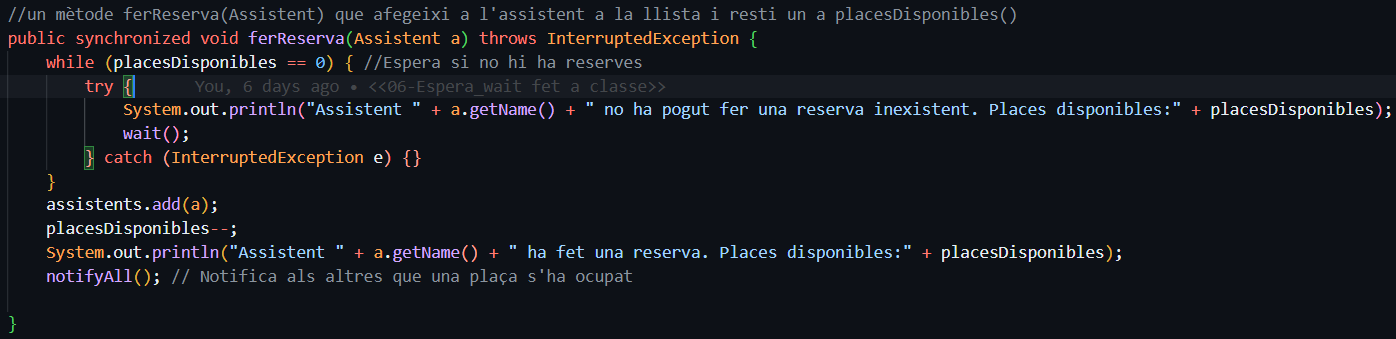 //un mètode ferReserva(Assistent) que afegeixi a l'assistent a la llista i resti un a placesDisponibles()
public synchronized void ferReserva(Assistent a) throws InterruptedException {
while (placesDisponibles == 0) { //Espera si no hi ha reserves
try { You, 6 days ago • <<06-Espera_wait fet a classe>>
System.out.println("Assistent " + a.getName() + " no ha pogut fer una reserva inexistent. Places disponibles:" + placesDisponibles);
wait();
} catch (InterruptedException e) {}
}
assistents.add(a);
placesDisponibles--;
System.out.println("Assistent " + a.getName() + " ha fet una reserva. Places disponibles:" + placesDisponibles);
notifyAll(); // Notifica als altres que una plaça s'ha ocupat
}